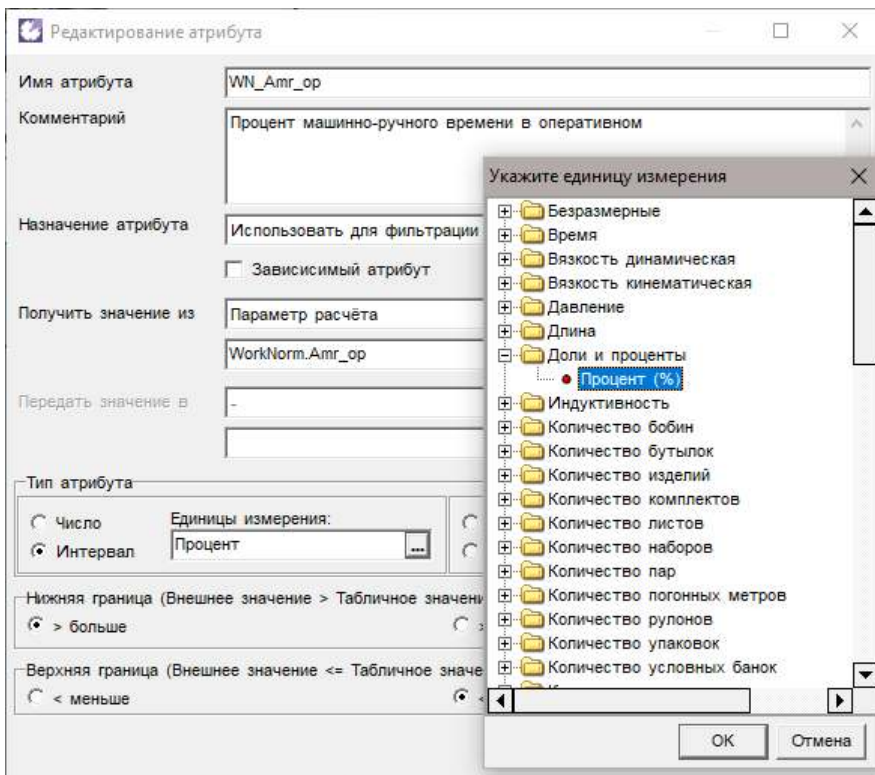 Редактирование атрибута
Имя атрибута
WN_Amr_op
Комментарий
Процент машинно-ручного времени в оперативном
Назначение атрибута
Использовать для фильтрации
Зависисимый атрибут
Получить значение из
Параметр расчёта
WorkNorm.Amr_op
Передать значение в
-
Тип атрибута
Число
Интервал
Единицы измерения:
Процент
...
Нижняя граница (Внешнее значение > Табличное
> больше
Верхняя граница (Внешнее значение <= Табличное
< меньше
Укажите единицу измерения
Безразмерные
Время
Вязкость динамическая
Вязкость кинематическая
Давление
Длина
Доли и проценты
Процент (%)
Индуктивность
Количество бобин
Количество бутылок
Количество изделий
Количество комплектов
Количество листов
Количество наборов
Количество пар
Количество погонных метров
Количество рулонов
Количество упаковок
Количество условных банок
OK
Отмена